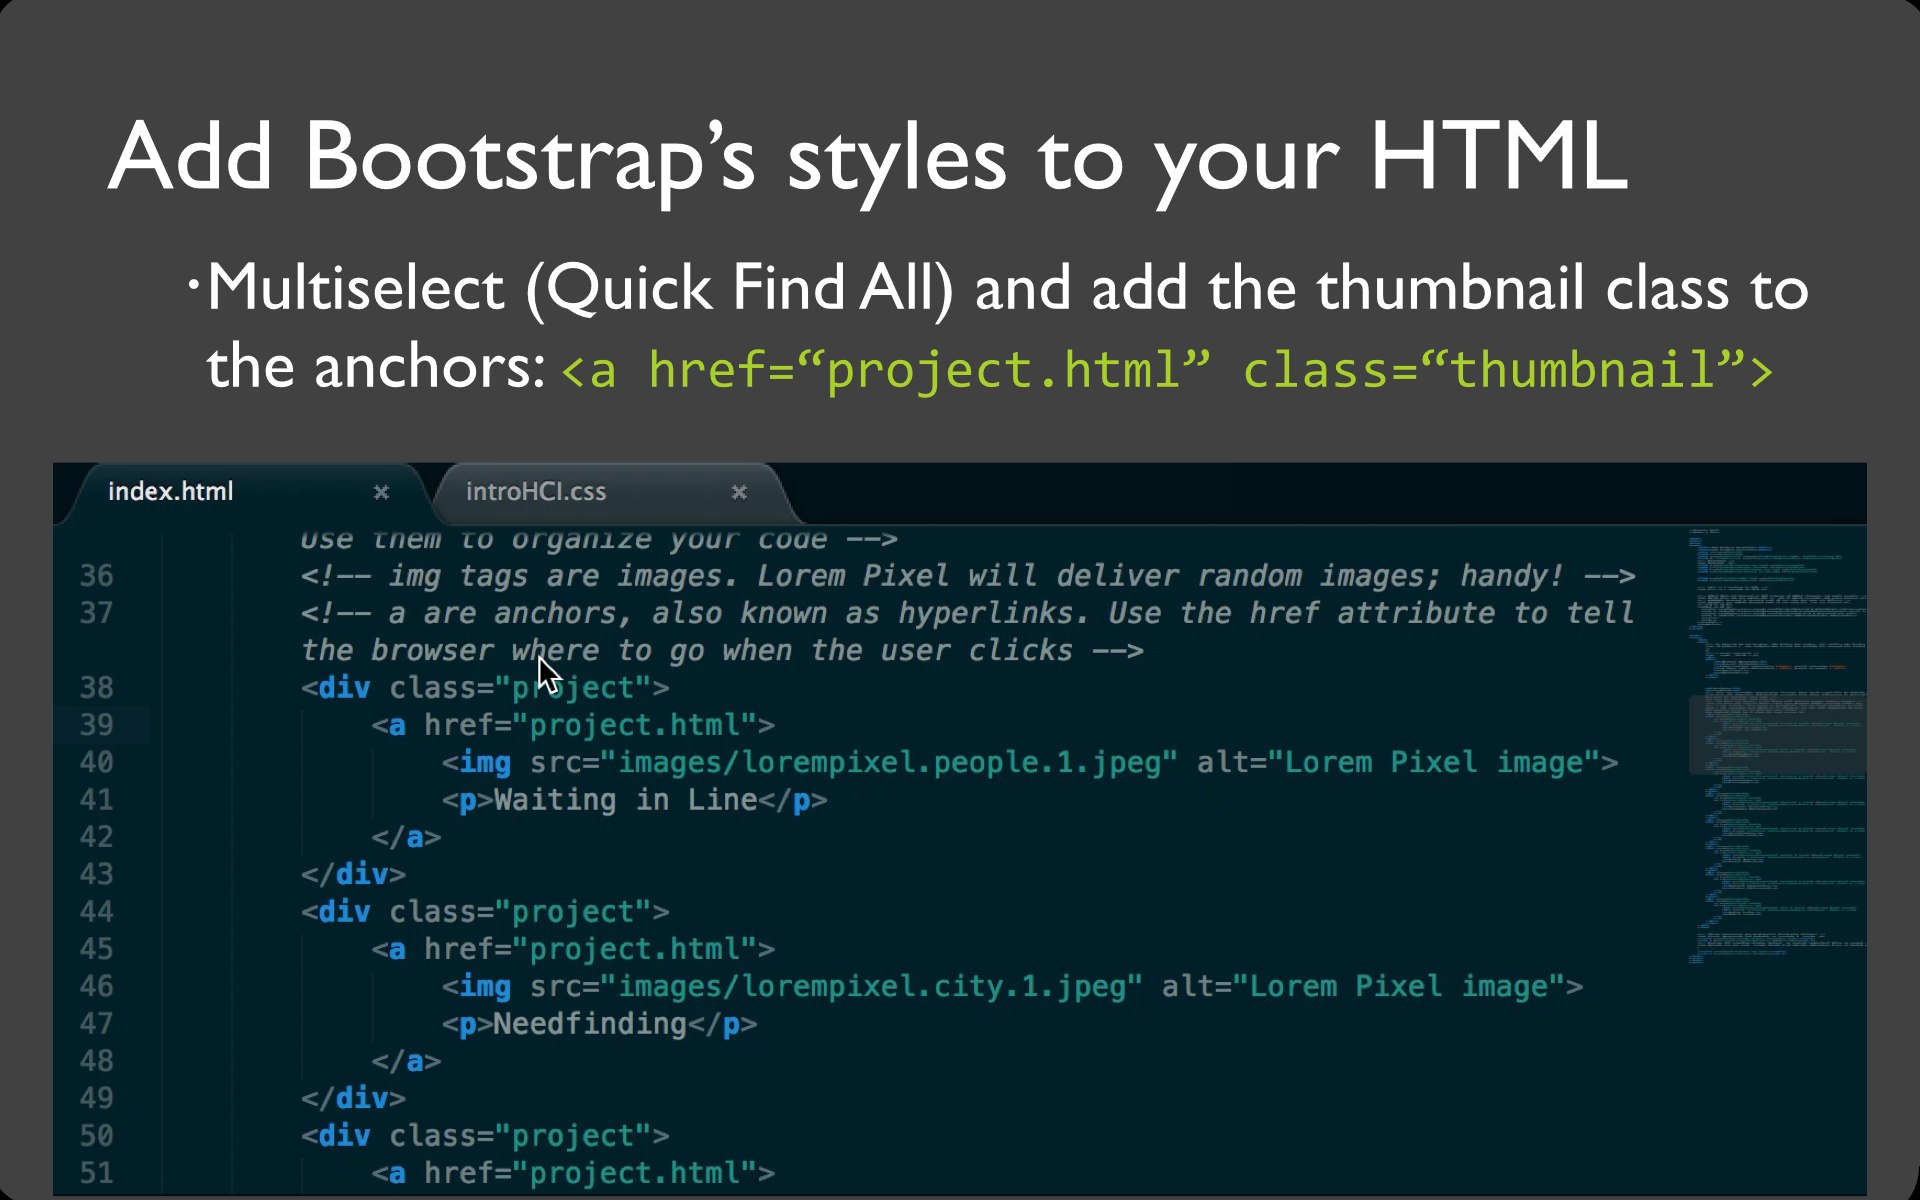 Add Bootstrap’s styles to your HTML
•Multiselect (Quick Find All) and add the thumbnail class to
the anchors: <a href=“project.html” class=“thumbnail”>
index.html × introHCI.css ×
Use them to organize your code -->
36 <!-- img tags are images. Lorem Pixel will deliver random images; handy! -->
37 <!-- a are anchors, also known as hyperlinks. Use the href attribute to tell
the browser where to go when the user clicks -->
38 <div class="project">
39 <a href="project.html">
40 <img src="images/lorempixel.people.1.jpeg" alt="Lorem Pixel image">
41 <p>Waiting in Line</p>
42 </a>
43 </div>
44 <div class="project">
45 <a href="project.html">
46 <img src="images/lorempixel.city.1.jpeg" alt="Lorem Pixel image">
47 <p>Needfinding</p>
48 </a>
49 </div>
50 <div class="project">
51 <a href="project.html">